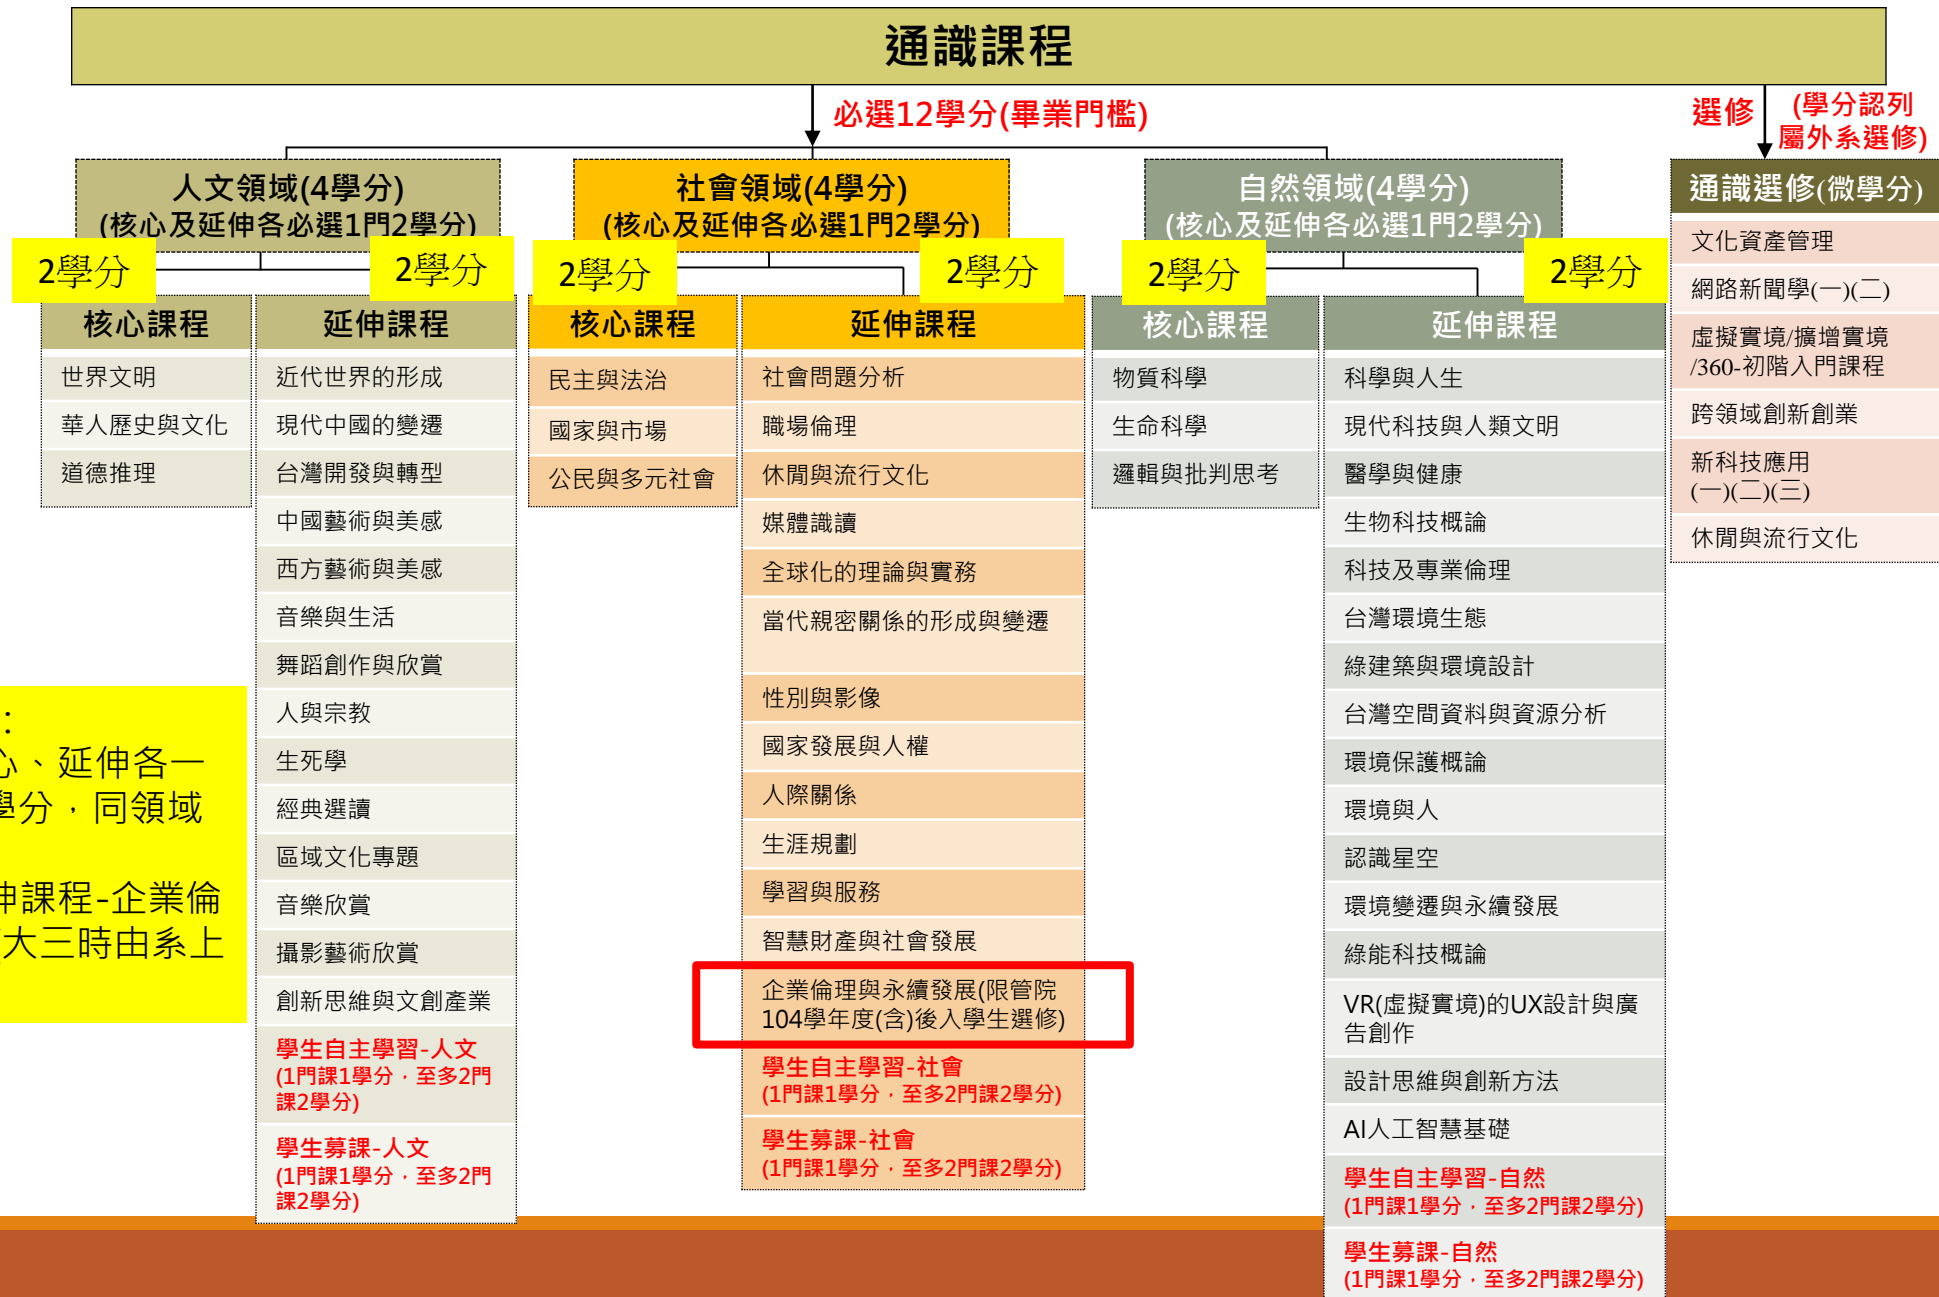 通識課程
必選12學分(畢業門檻)
選修
(學分認列
屬外系選修)
人文領域(4學分)
(核心及延伸各必選1門2學分)
2學分
2學分
核心課程
世界文明
華人歷史與文化
道德推理
延伸課程
近代世界的形成
現代中國的變遷
台灣開發與轉型
中國藝術與美感
西方藝術與美感
音樂與生活
舞蹈創作與欣賞
人與宗教
生死學
經典選讀
區域文化專題
音樂欣賞
攝影藝術欣賞
創新思維與文創產業
學生自主學習-人文
(1門課1學分，至多2門
課2學分)
學生募課-人文
(1門課1學分，至多2門
課2學分)
社會領域(4學分)
(核心及延伸各必選1門2學分)
2學分
2學分
核心課程
民主與法治
國家與市場
公民與多元社會
延伸課程
社會問題分析
職場倫理
休閒與流行文化
媒體識讀
全球化的理論與實務
當代親密關係的形成與變遷
性別與影像
國家發展與人權
人際關係
生涯規劃
學習與服務
智慧財產與社會發展
企業倫理與永續發展(限管院
104學年度(含)後入學生選修)
學生自主學習-社會
(1門課1學分，至多2門課2學分)
學生募課-社會
(1門課1學分，至多2門課2學分)
自然領域(4學分)
(核心及延伸各必選1門2學分)
2學分
2學分
核心課程
物質科學
生命科學
邏輯與批判思考
延伸課程
科學與人生
現代科技與人類文明
醫學與健康
生物科技概論
科技及專業倫理
台灣環境生態
綠建築與環境設計
台灣空間資料與資源分析
環境保護概論
環境與人
認識星空
環境變遷與永續發展
綠能科技概論
VR(虛擬實境)的UX設計與廣
告創作
設計思維與創新方法
AI人工智慧基礎
學生自主學習-自然
(1門課1學分，至多2門課2學分)
學生募課-自然
(1門課1學分，至多2門課2學分)
通識選修(微學分)
文化資產管理
網路新聞學(一)(二)
虛擬實境/擴增實境
/360-初階入門課程
跨領域創新創業
新科技應用
(一)(二)(三)
休閒與流行文化
:
、延伸各一
學分，同領域
課程-企業倫
大三時由系上